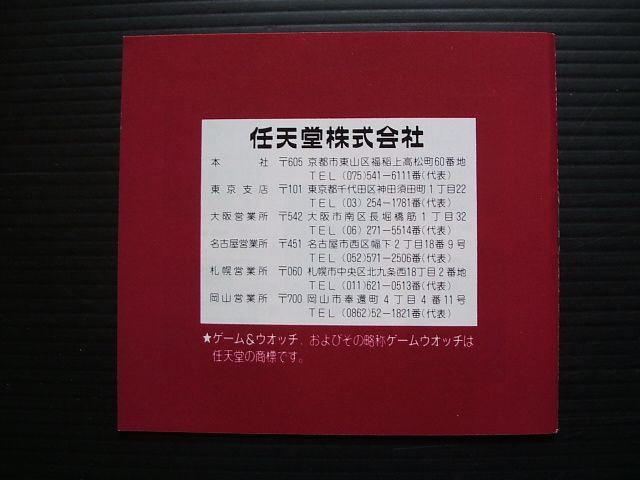 任天堂株式会社
本 社 〒605 京都市東山区福稲上高松町60番地
TEL (075)541-6111番(代表)
東京支店 〒101 東京都千代田区神田須田町1丁目22
TEL (03) 254-1781番(代表)
大阪営業所 〒542 大阪市南区長堀橋筋1丁目32
TEL (06) 271-5514番(代表)
名古屋営業所 〒451 名古屋市西区幅下2丁目18番9号
TEL (052)571-2506番(代表)
札幌営業所 〒060 札幌市中央区北九条西18丁目2番地
TEL (011)621-0513番(代表)
岡山営業所 〒700 岡山市奉還町4丁目4番11号
TEL (0862)52-1821番(代表)
★ゲーム&ウオッチ、およびその略称ゲームウオッチは
任天堂の商標です。